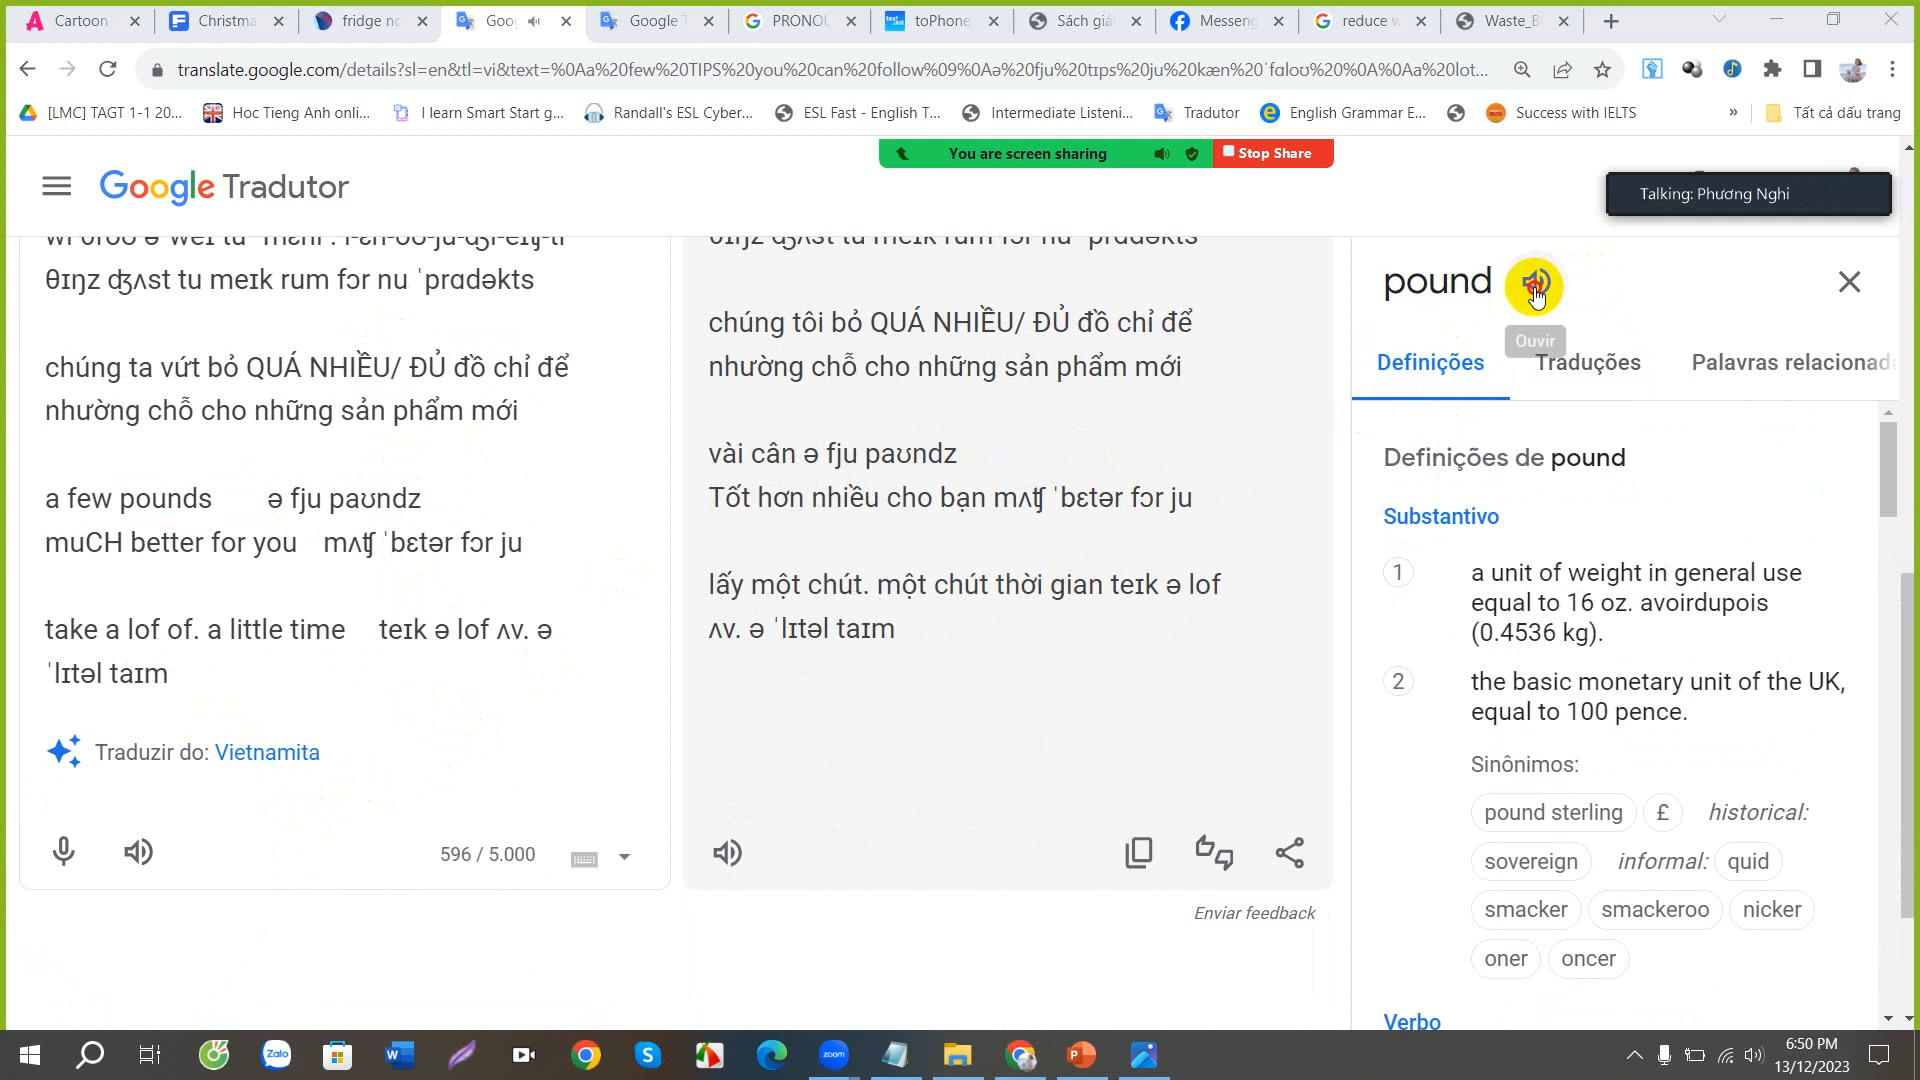 Cartoon
Christma
fridge no
Goo
Google T
PRONOU
toPhone
Sách giá
Messeng
reduce w
Waste_B
translate.google.com/details?sl=en&tl=vi&text=%0Aa%20few%20TIPS%20you%20can%20follow%09%0Aə%20fju%20tɪps%20ju%20kæn%20ˈfɑloʊ%20%0A%0Aa%20lot...
[LMC] TAGT 1-1 20...
Hoc Tieng Anh onli...
I learn Smart Start g...
Randall's ESL Cyber...
ESL Fast - English T...
Intermediate Listeni...
Tradutor
English Grammar E...
Success with IELTS
»
Tất cả dấu trang
You are screen sharing
Stop Share
Google Tradutor
Talking: Phương Nghi
θɪŋz ʤʌst tu meɪk rum fɔr nu ˈprɑdəkts
chúng ta vứt bỏ QUÁ NHIỀU/ ĐỦ đồ chỉ để
nhường chỗ cho những sản phẩm mới
a few pounds ə fju paʊndz
muCH better for you mʌʧ ˈbɛtər fɔr ju
take a lof of. a little time teɪk ə lof ʌv. ə
ˈlɪtəl taɪm
Traduzir do: Vietnamita
596 / 5.000
θɪŋz ʤʌst tu meɪk rum fɔr nu ˈprɑdəkts
chúng tôi bỏ QUÁ NHIỀU/ ĐỦ đồ chỉ để
nhường chỗ cho những sản phẩm mới
vài cân ə fju paʊndz
Tốt hơn nhiều cho bạn mʌʧ ˈbɛtər fɔr ju
lấy một chút. một chút thời gian teɪk ə lof
ʌv. ə ˈlɪtəl taɪm
Enviar feedback
pound
Ouvir
Definições
Traduções
Palavras relacionada
Definições de pound
Substantivo
1
a unit of weight in general use
equal to 16 oz. avoirdupois
(0.4536 kg).
2
the basic monetary unit of the UK,
equal to 100 pence.
Sinônimos:
pound sterling £ historical:
sovereign informal: quid
smacker smackeroo nicker
oner oncer
Verbo
Zalo
zoom
6:50 PM
13/12/2023